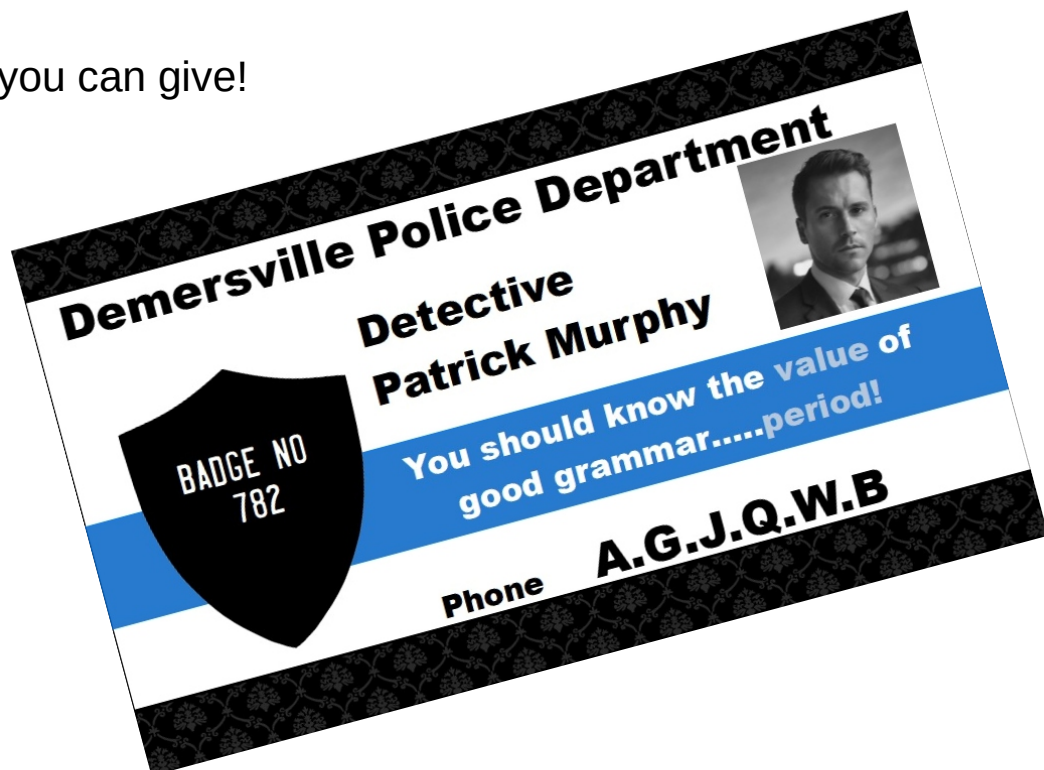 you can give!
Demersville Police Department
Detective
Patrick Murphy
You should know the value of
good grammar.....period!
BADGE NO
782
Phone A.G.J.Q.W.B